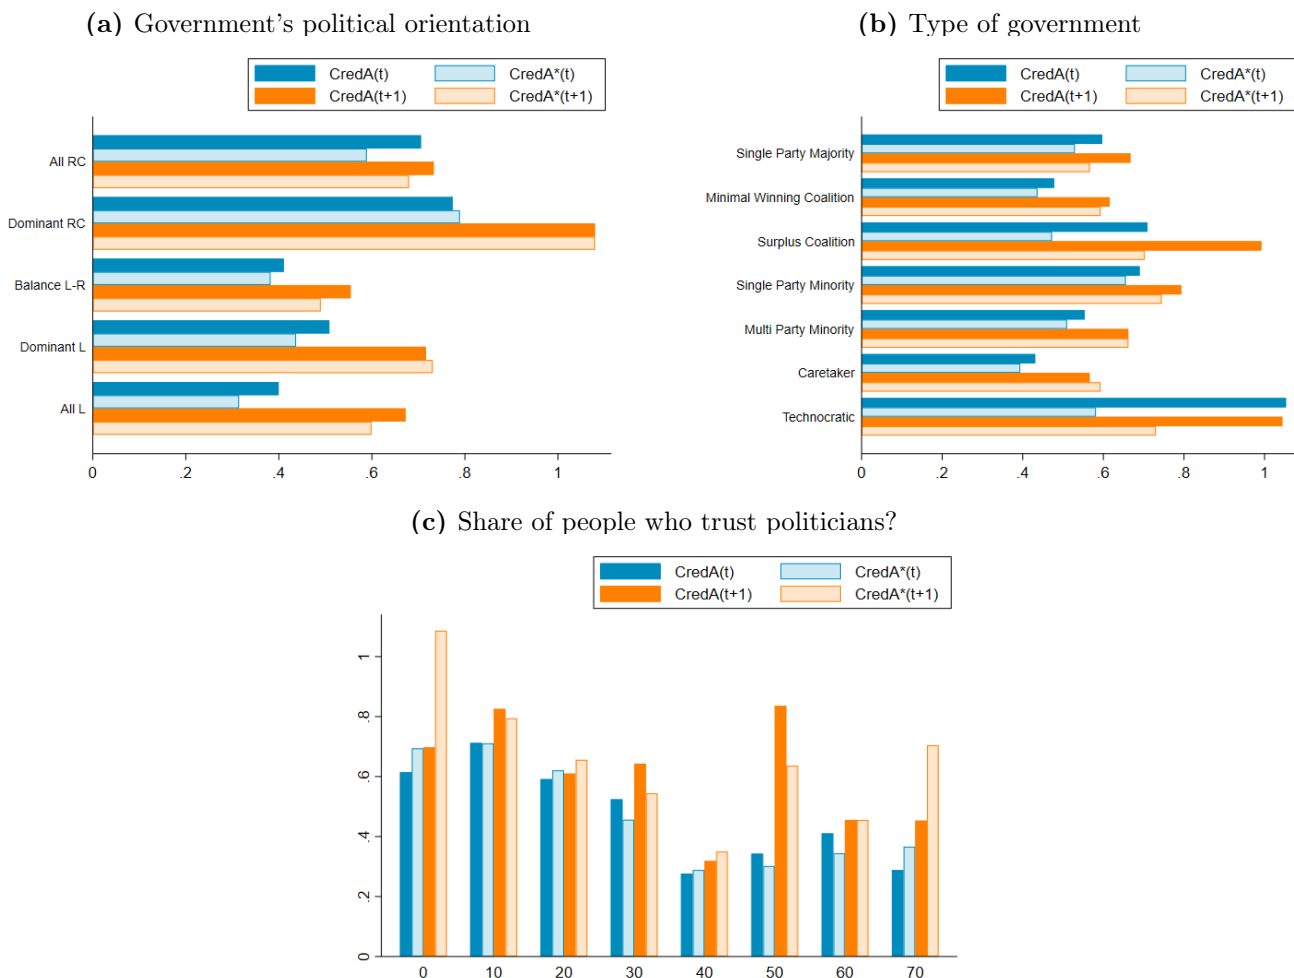 (a) Government's political orientation
CredA(t)
CredA*(t)
CredA(t+1)
CredA*(t+1)
All RC
Dominant RC
Balance L-R
Dominant L
All L
0 .2 .4 .6 .8 1
(b) Type of government
CredA(t)
CredA*(t)
CredA(t+1)
CredA*(t+1)
Single Party Majority
Minimal Winning Coalition
Surplus Coalition
Single Party Minority
Multi Party Minority
Caretaker
Technocratic
0 .2 .4 .6 .8 1
(c) Share of people who trust politicians?
CredA(t)
CredA*(t)
CredA(t+1)
CredA*(t+1)
1
.8
.6
.4
.2
0
0 10 20 30 40 50 60 70